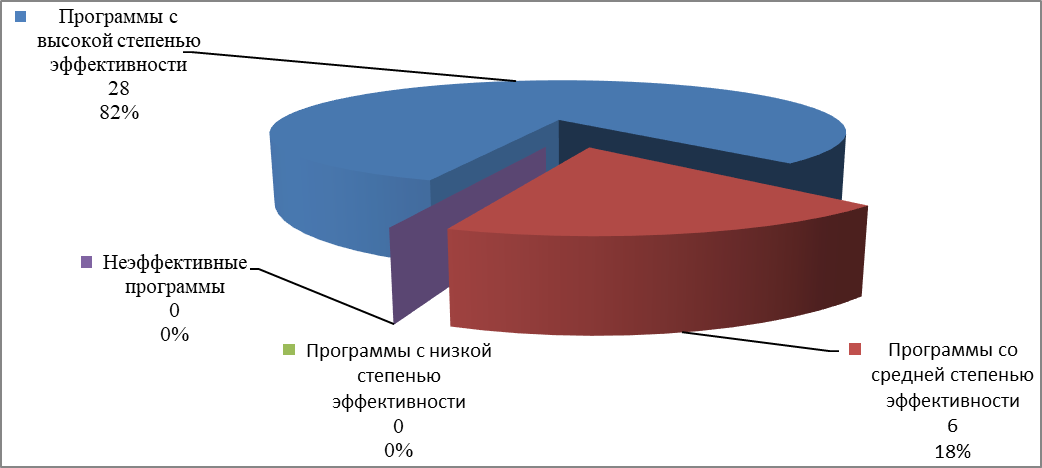 Программы с
высокой степенью
эффективности
28
82%
Неэффективные
программы
0
0%
Программы с низкой
степенью
эффективности
0
0%
Программы со
средней степенью
эффективности
6
18%